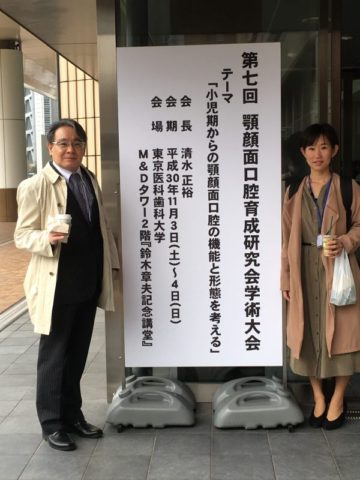 第七回　顎顔面口腔育成研究会学術大会
テーマ
「小児期からの顎顔面口腔の機能と形態を考える」
会　長　清水 正裕
会　期　平成30年11月3日(土)～4日(日)
会　場　東京医科歯科大学
M&Dタワー2階『鈴木章夫記念講堂』